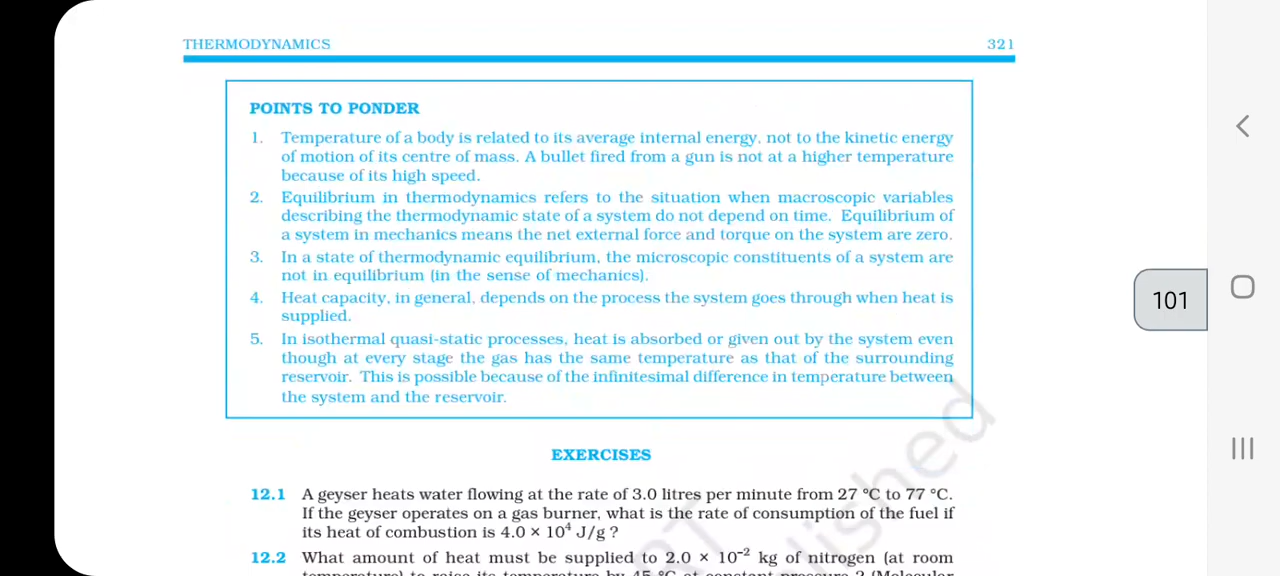 THERMODYNAMICS 321
POINTS TO PONDER
1. Temperature of a body is related to its average internal energy, not to the kinetic energy
of motion of its centre of mass. A bullet fired from a gun is not at a higher temperature
because of its high speed.
2. Equilibrium in thermodynamics refers to the situation when macroscopic variables
describing the thermodynamic state of a system do not depend on time. Equilibrium of
a system in mechanics means the net external force and torque on the system are zero.
3. In a state of thermodynamic equilibrium, the microscopic constituents of a system are
not in equilibrium (in the sense of mechanics).
4. Heat capacity, in general, depends on the process the system goes through when heat is
supplied.
5. In isothermal quasi-static processes, heat is absorbed or given out by the system even
though at every stage the gas has the same temperature as that of the surrounding
reservoir. This is possible because of the infinitesimal difference in temperature between
the system and the reservoir.
101
EXERCISES
12.1 A geyser heats water flowing at the rate of 3.0 litres per minute from 27 °C to 77 °C.
If the geyser operates on a gas burner, what is the rate of consumption of the fuel if
its heat of combustion is 4.0 × 10⁴ J/g ?
12.2 What amount of heat must be supplied to 2.0 × 10⁻² kg of nitrogen (at room
temperature) to raise its temperature by 45 °C at constant pressure ? (Molecular